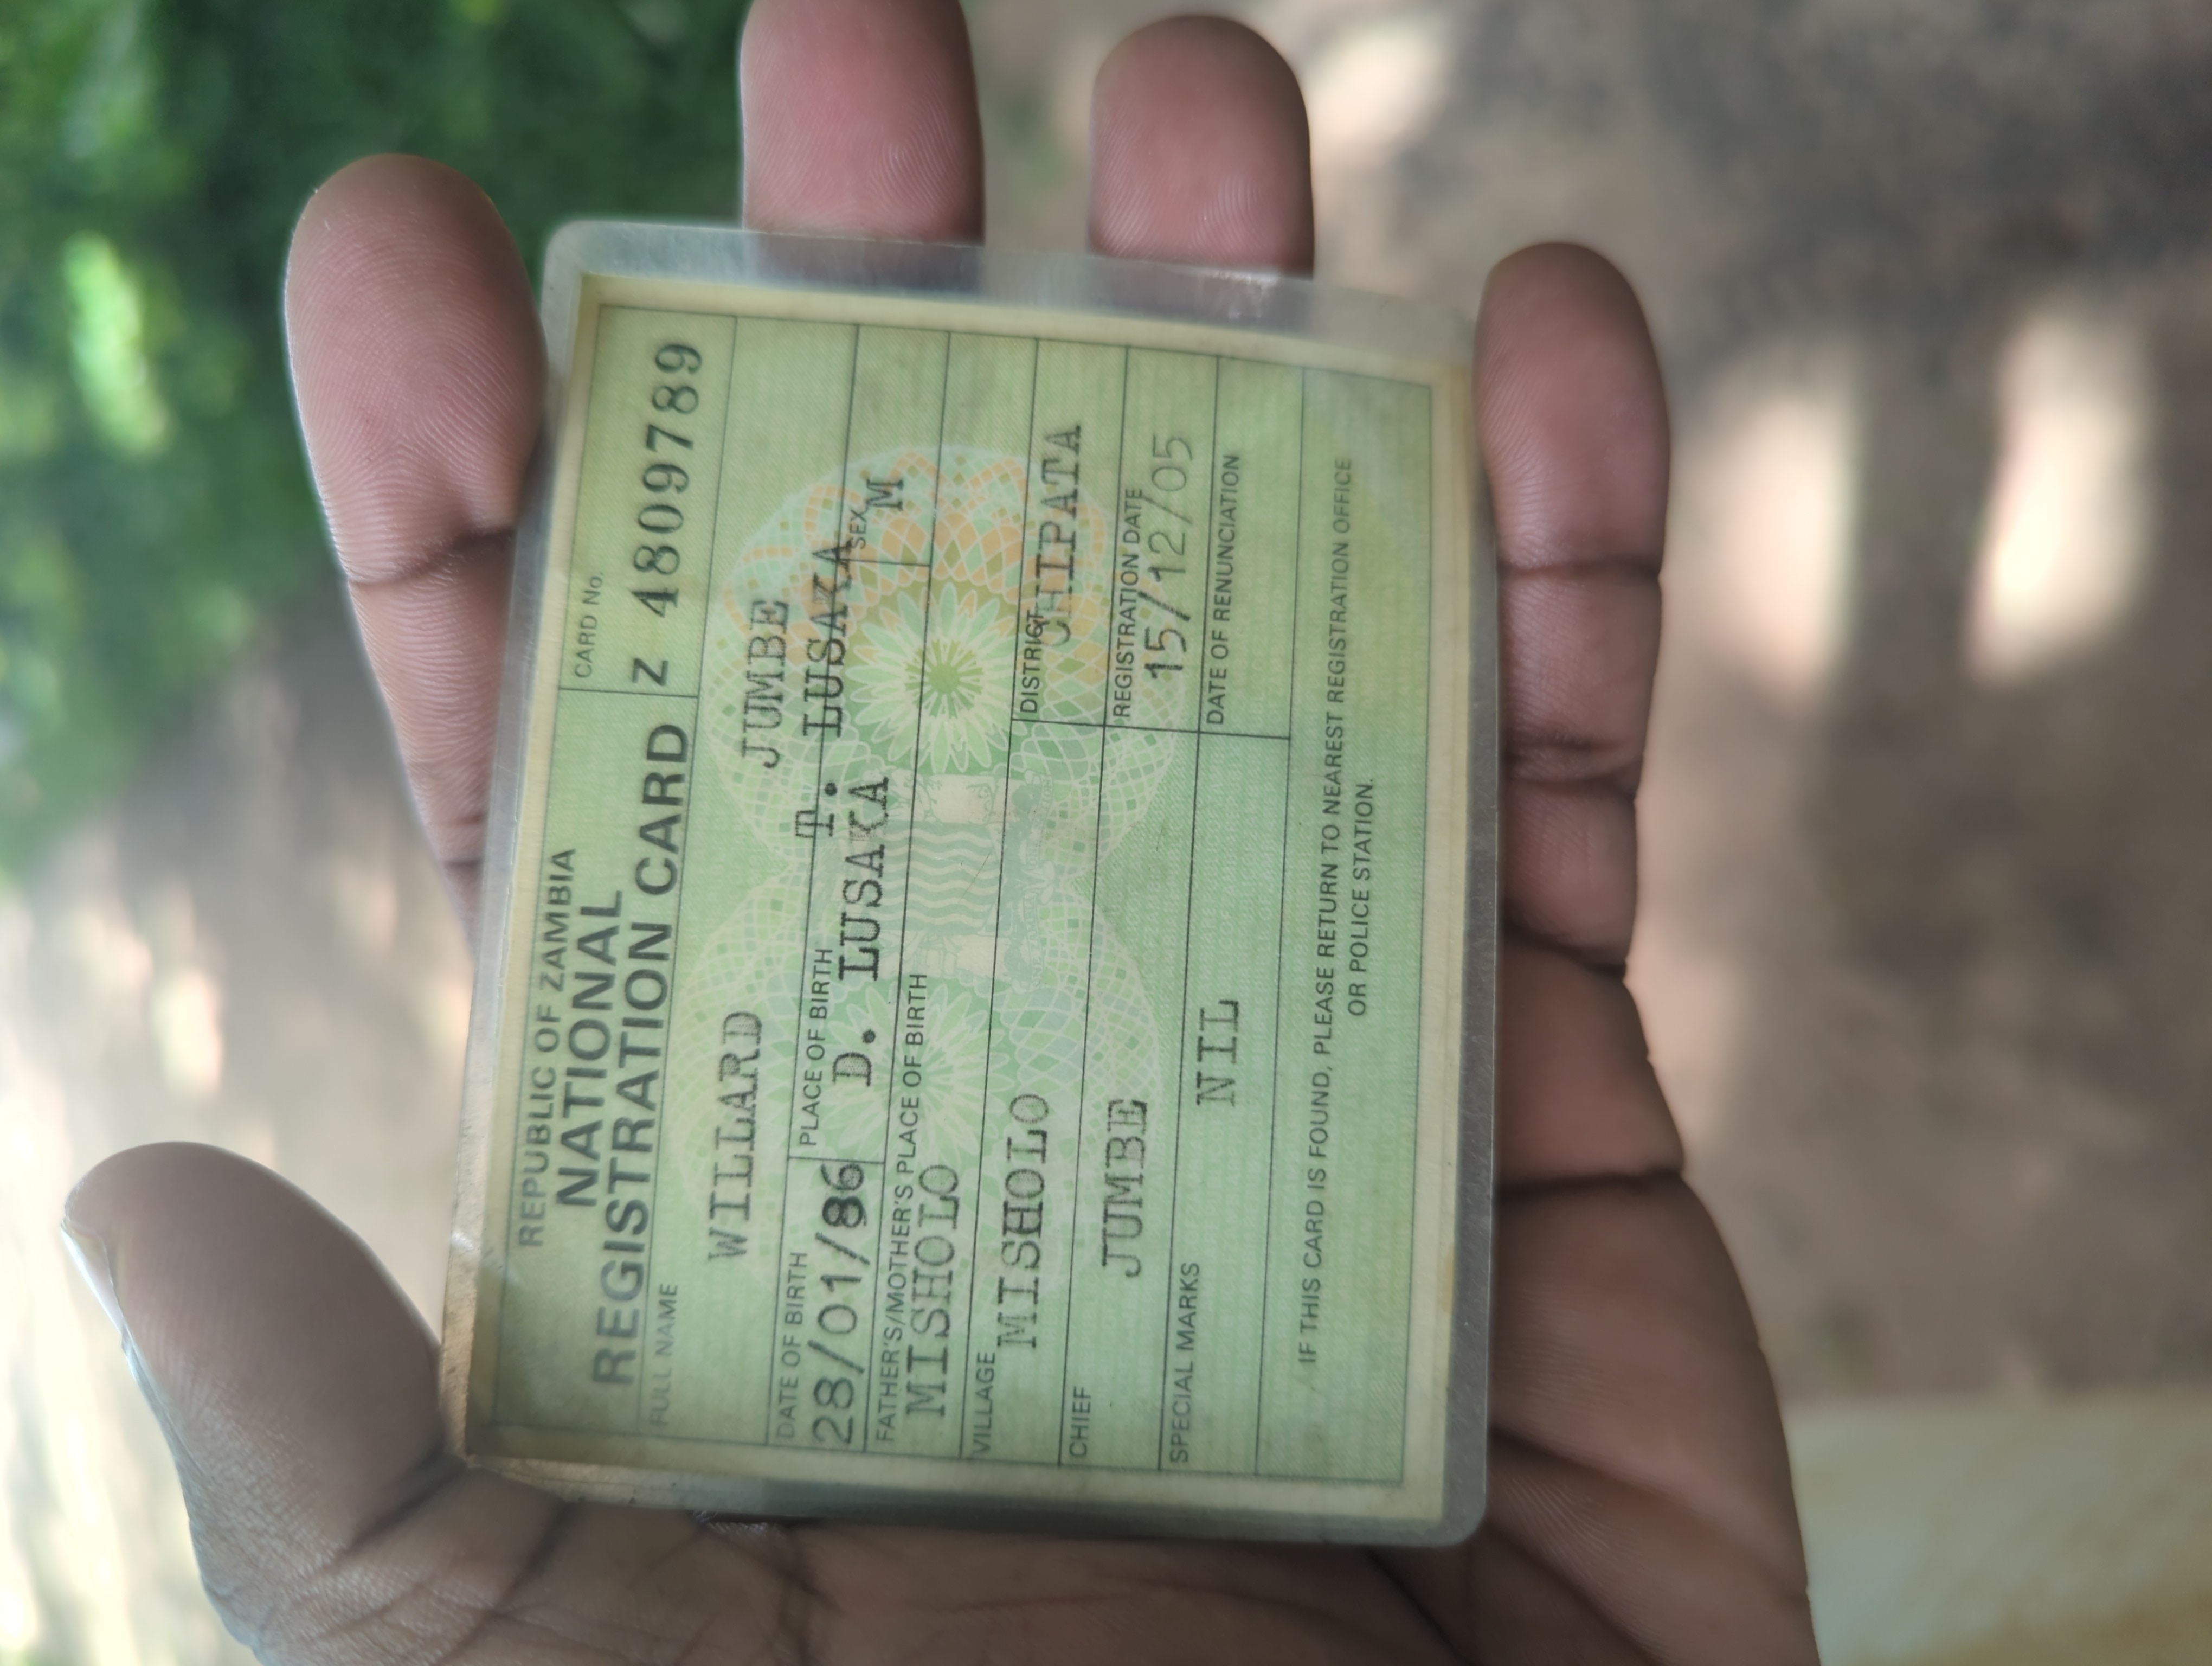 REPUBLIC OF ZAMBIA
NATIONAL
REGISTRATION CARD
CARD No.
Z 4809789
FULL NAME
WILLARD JUMBE
DATE OF BIRTH
28/01/86
PLACE OF BIRTH
T. LUSAKA
D. LUSAKA
SEX
M
FATHER'S/MOTHER'S PLACE OF BIRTH
MISHOLO
VILLAGE
MISHOLO
DISTRICT
CHIPATA
CHIEF
JUMBE
REGISTRATION DATE
15/12/05
SPECIAL MARKS
NIL
DATE OF RENUNCIATION
IF THIS CARD IS FOUND, PLEASE RETURN TO NEAREST REGISTRATION OFFICE
OR POLICE STATION.